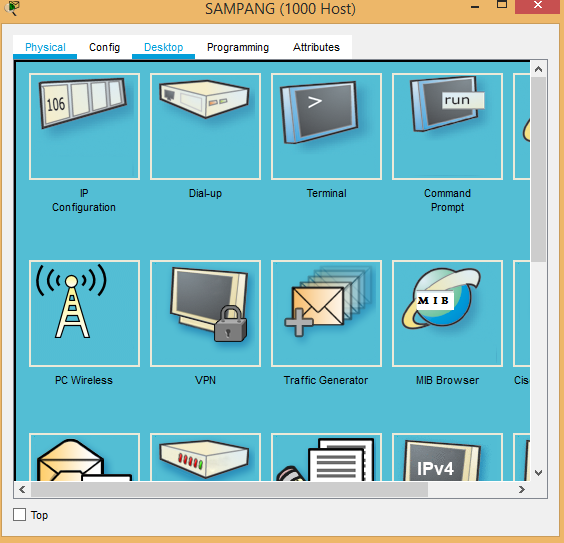 SAMPANG (1000 Host)
Physical Config Desktop Programming Attributes
106
>
run
IP
Configuration
Dial-up
Terminal
Command
Prompt
MIB
PC Wireless
VPN
Traffic Generator
MIB Browser
Cis
IPv4
Top